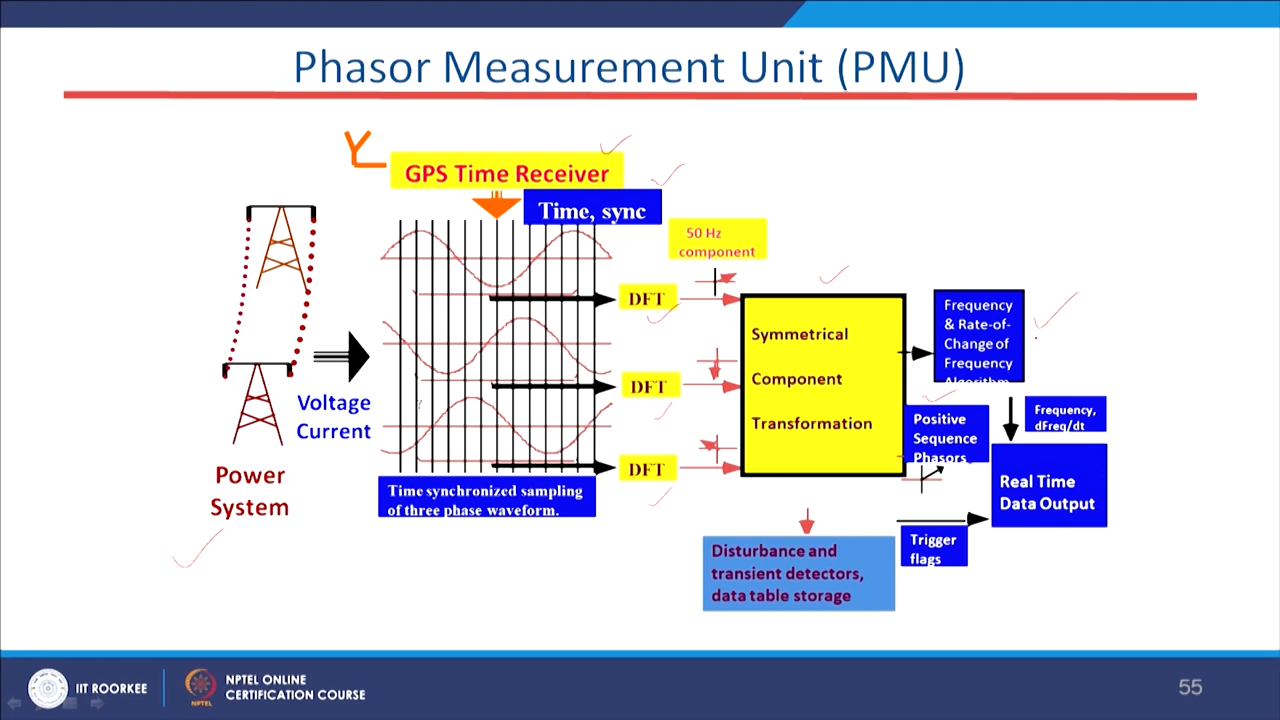 Phasor Measurement Unit (PMU)
GPS Time Receiver
Time, sync
50 Hz
component
DFT
DFT
DFT
Voltage
Current
Power
System
Time synchronized sampling
of three phase waveform.
Symmetrical
Component
Transformation
Frequency
& Rate-of-
Change of
Frequency
Algorithm
Positive
Sequence
Phasors
Frequency,
dFreq/dt
Real Time
Data Output
Trigger
flags
Disturbance and
transient detectors,
data table storage
IIT ROORKEE
NPTEL
NPTEL ONLINE
CERTIFICATION COURSE
55